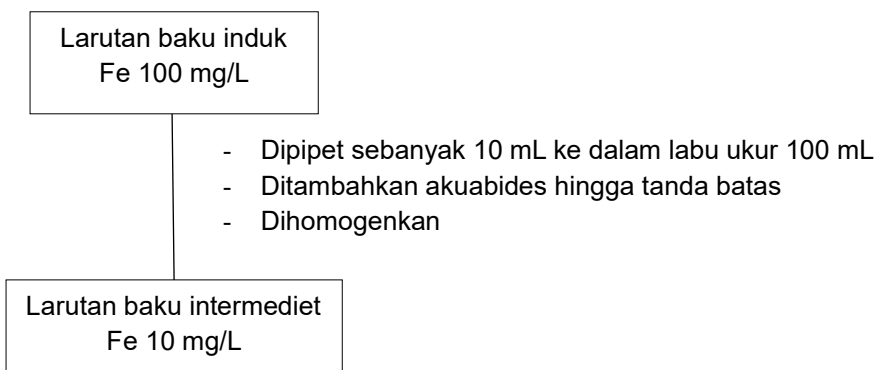 Larutan baku induk
Fe 100 mg/L
- Dipipet sebanyak 10 mL ke dalam labu ukur 100 mL
- Ditambahkan akuabides hingga tanda batas
- Dihomogenkan
Larutan baku intermediet
Fe 10 mg/L